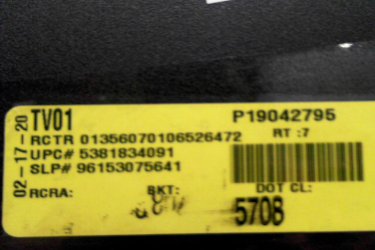 02-17-20
TV01 P19042795
RCTR 01356070106526472 RT :7
UPC# 5381834091
SLP# 96153075641
RCRA: BKT: DOT CL:
5708